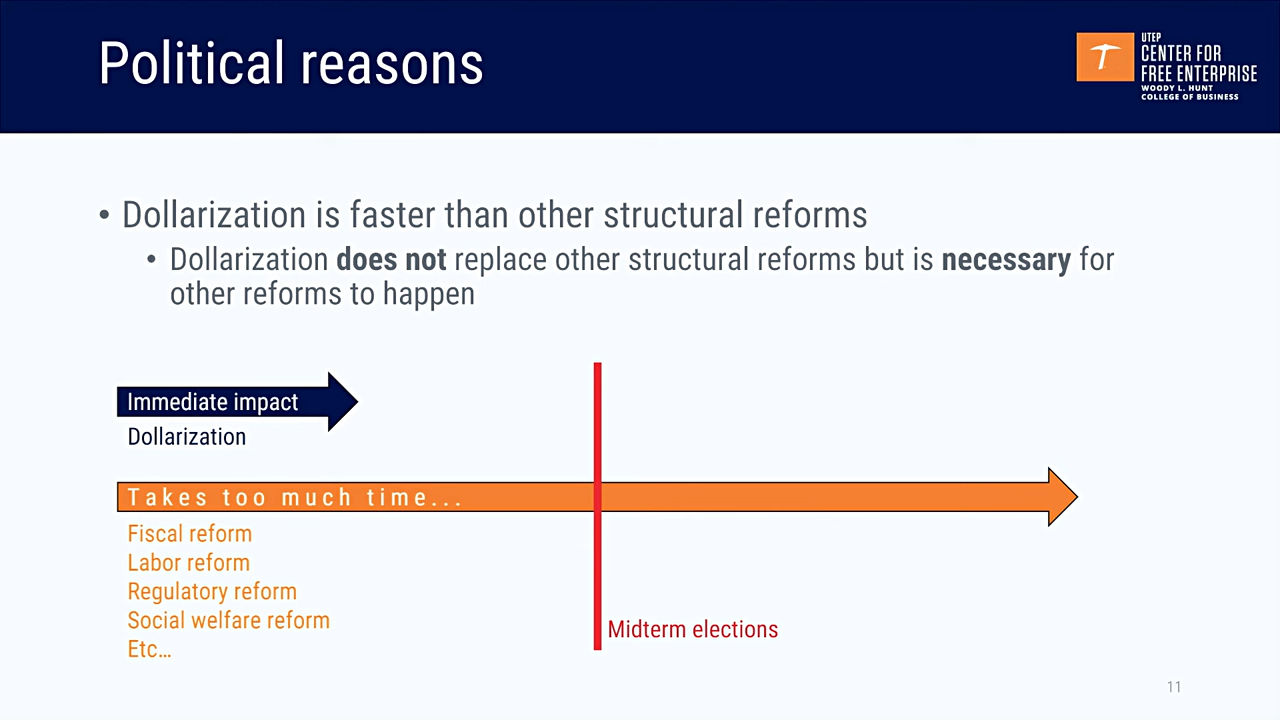 Political reasons
UTEP
CENTER FOR
FREE ENTERPRISE
WOODY L. HUNT
COLLEGE OF BUSINESS
• Dollarization is faster than other structural reforms
• Dollarization does not replace other structural reforms but is necessary for
other reforms to happen
Immediate impact
Dollarization
Takes too much time...
Fiscal reform
Labor reform
Regulatory reform
Social welfare reform
Etc…
Midterm elections
11